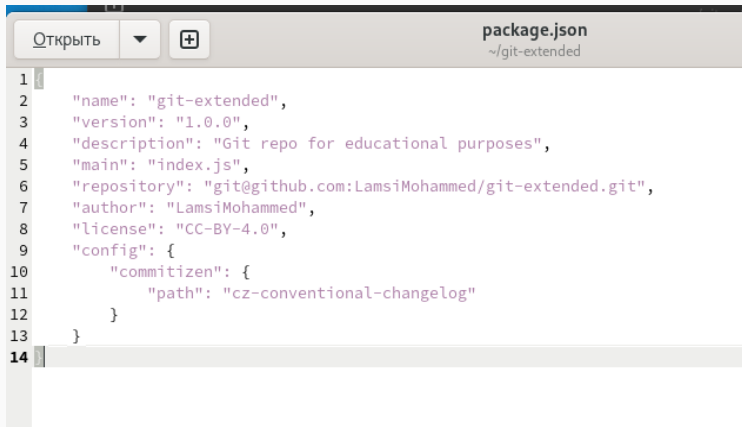 Открыть
package.json
~/git-extended
1 {
2     "name": "git-extended",
3     "version": "1.0.0",
4     "description": "Git repo for educational purposes",
5     "main": "index.js",
6     "repository": "git@github.com:LamsiMohammed/git-extended.git",
7     "author": "LamsiMohammed",
8     "license": "CC-BY-4.0",
9     "config": {
10         "commitizen": {
11             "path": "cz-conventional-changelog"
12         }
13     }
14 }